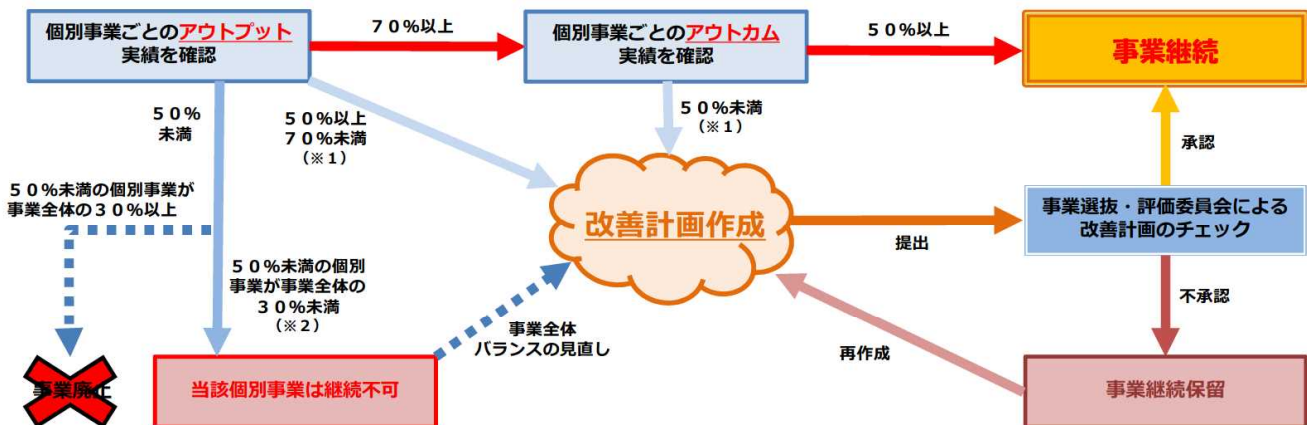 個別事業ごとのアウトプット
実績を確認
７０％以上
個別事業ごとのアウトカム
実績を確認
５０％以上
事業継続
５０％
未満
５０％以上
７０％未満
（※１）
５０％未満
（※１）
承認
５０％未満の個別事業が
事業全体の３０％以上
改善計画作成
提出
事業選抜・評価委員会による
改善計画のチェック
５０％未満の個別
事業が事業全体の
３０％未満
（※２）
不承認
事業全体
バランスの見直し
再作成
事業廃止
当該個別事業は継続不可
事業継続保留